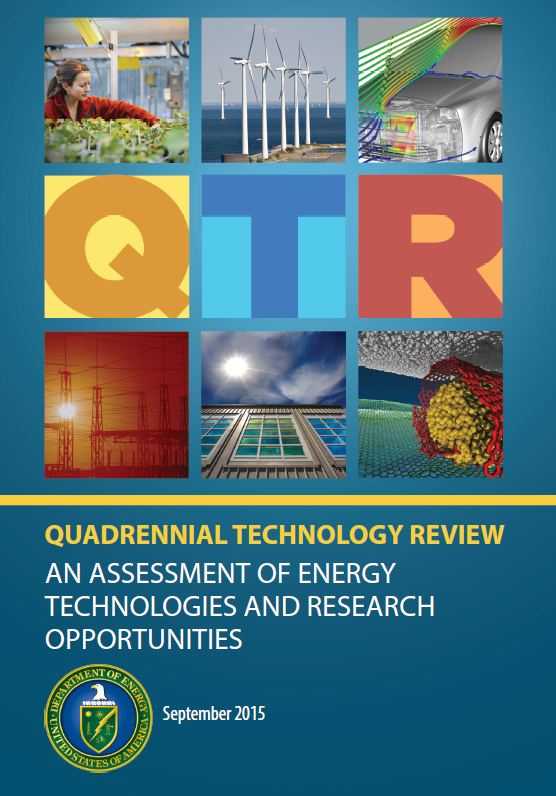 QTR
QUADRENNIAL TECHNOLOGY REVIEW
AN ASSESSMENT OF ENERGY
TECHNOLOGIES AND RESEARCH
OPPORTUNITIES
DEPARTMENT OF ENERGY
UNITED STATES OF AMERICA
September 2015